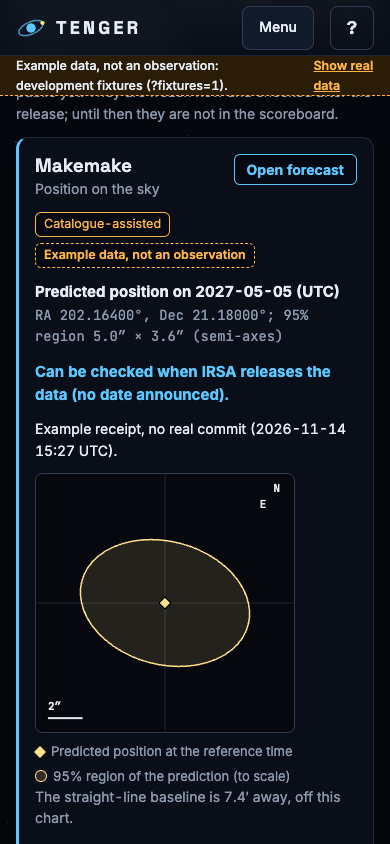 TENGER
Menu
?
Example data, not an observation:
development fixtures (?fixtures=1).
Show real
data
release; until then they are not in the scoreboard.
Makemake
Position on the sky
Open forecast
Catalogue-assisted
Example data, not an observation
Predicted position on 2027-05-05 (UTC)
RA 202.16400°, Dec 21.18000°; 95%
region 5.0″ × 3.6″ (semi-axes)
Can be checked when IRSA releases the
data (no date announced).
Example receipt, no real commit (2026-11-14
15:27 UTC).
N
E
2″
Predicted position at the reference time
95% region of the prediction (to scale)
The straight-line baseline is 7.4′ away, off this
chart.